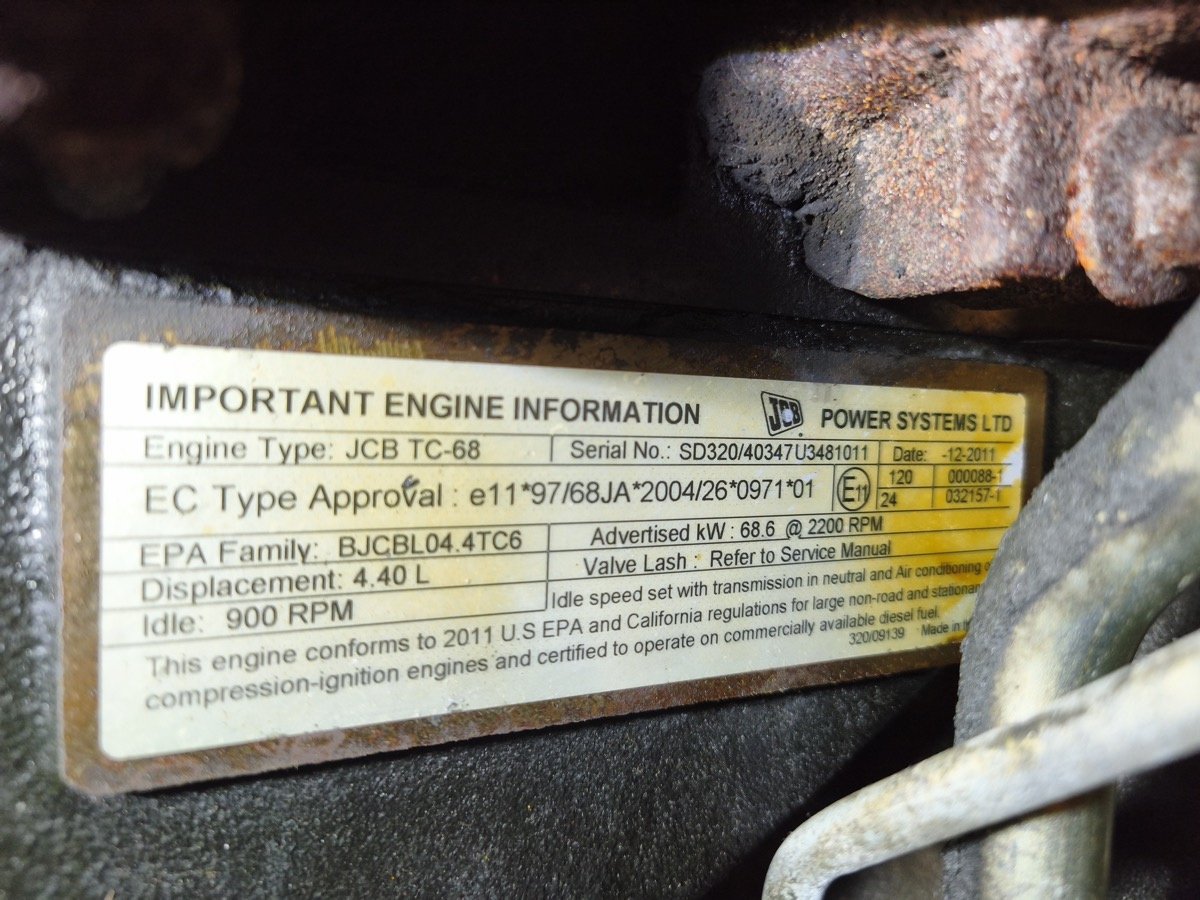 IMPORTANT ENGINE INFORMATION JCB POWER SYSTEMS LTD
Engine Type: JCB TC-68 Serial No.: SD320/40347U3481011 Date: -12-2011
EC Type Approval : e11*97/68JA*2004/26*0971*01 E11 120 000088-1
24 032157-1
EPA Family: BJCBL04.4TC6 Advertised kW : 68.6 @ 2200 RPM
Displacement: 4.40 L Valve Lash : Refer to Service Manual
Idle: 900 RPM Idle speed set with transmission in neutral and Air conditioning
This engine conforms to 2011 U.S EPA and California regulations for large non-road and
compression-ignition engines and certified to operate on commercially available diesel fuel.
320/09139 Made in